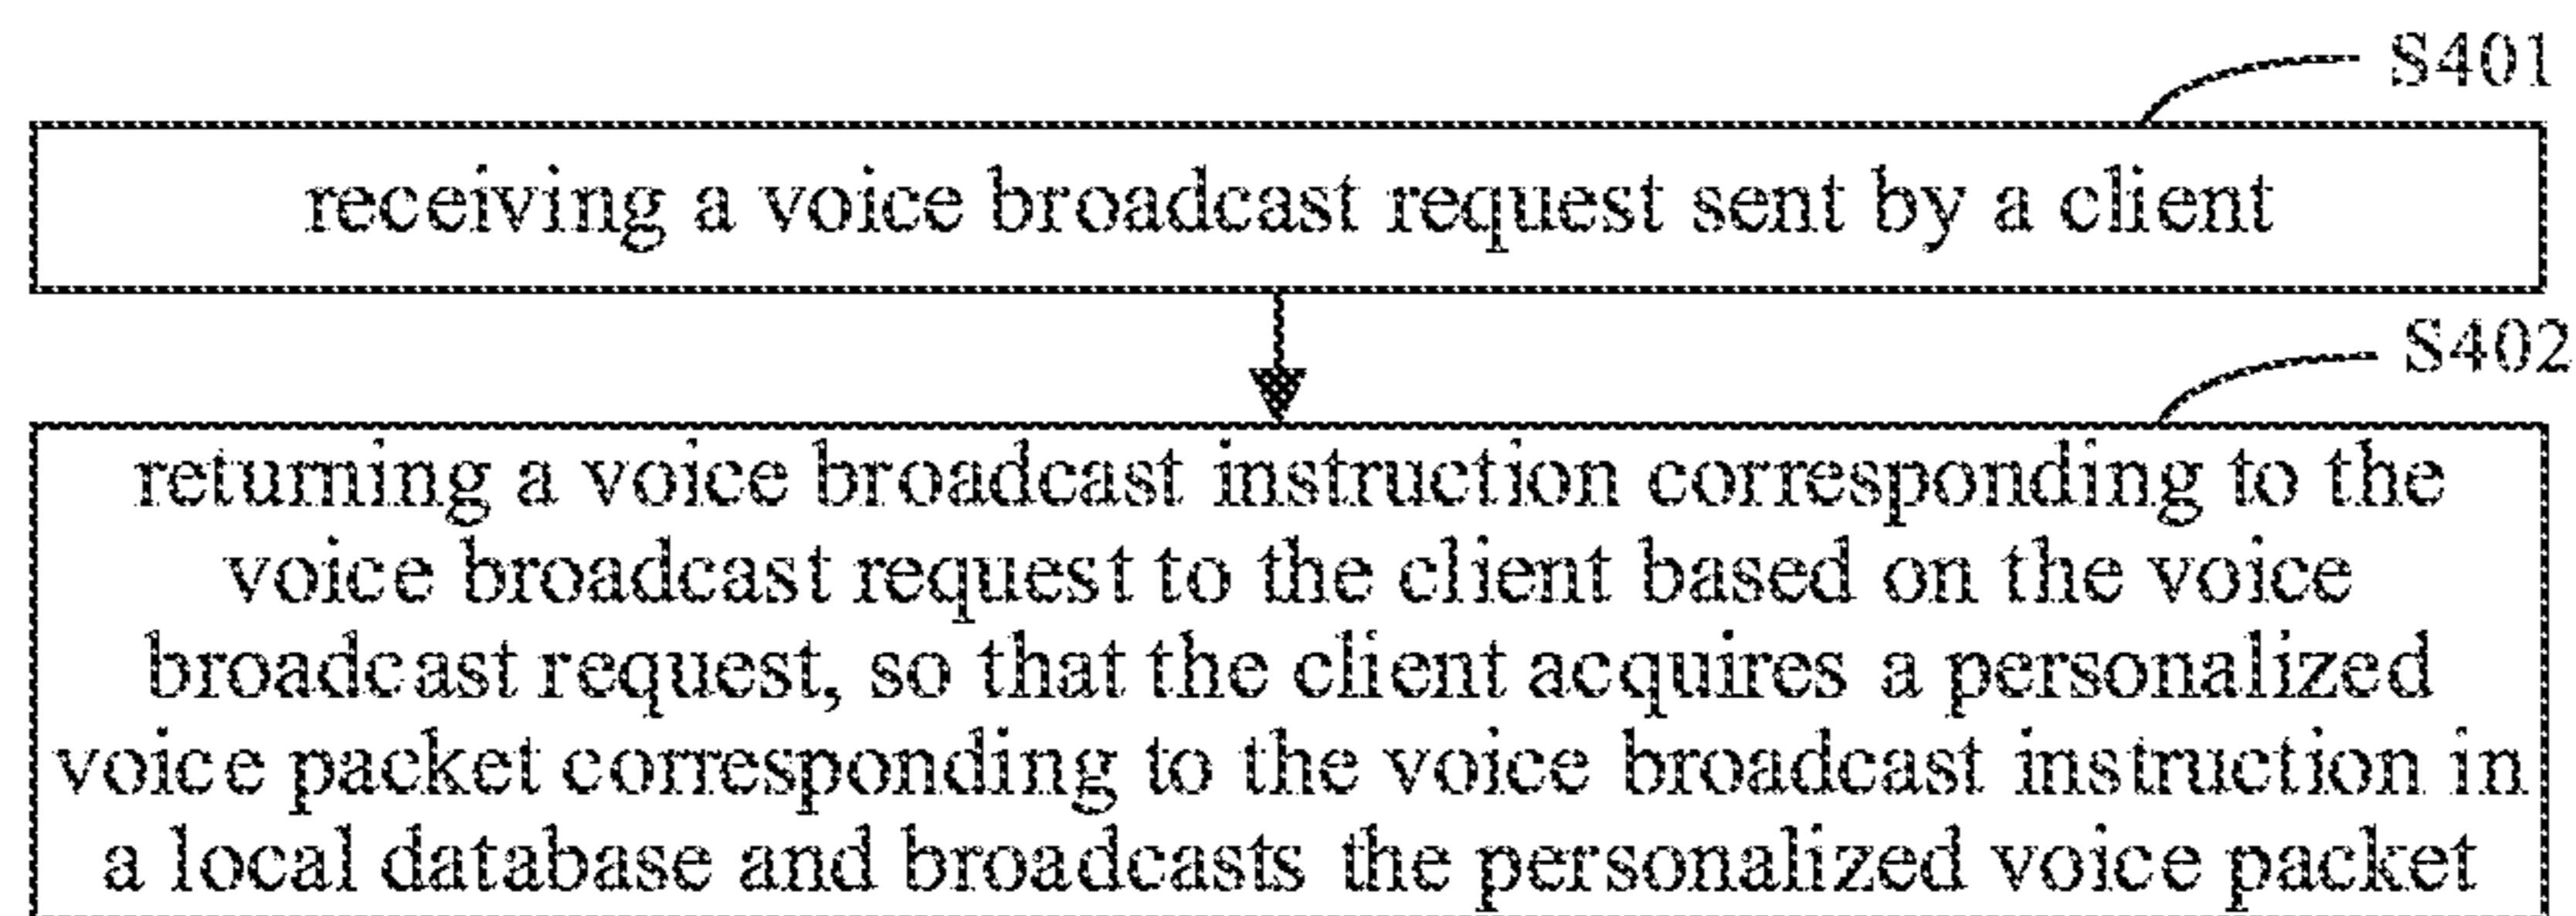 S401
receiving a voice broadcast request sent by a client
S402
returning a voice broadcast instruction corresponding to the
voice broadcast request to the client based on the voice
broadcast request, so that the client acquires a personalized
voice packet corresponding to the voice broadcast instruction in
a local database and broadcasts the personalized voice packet